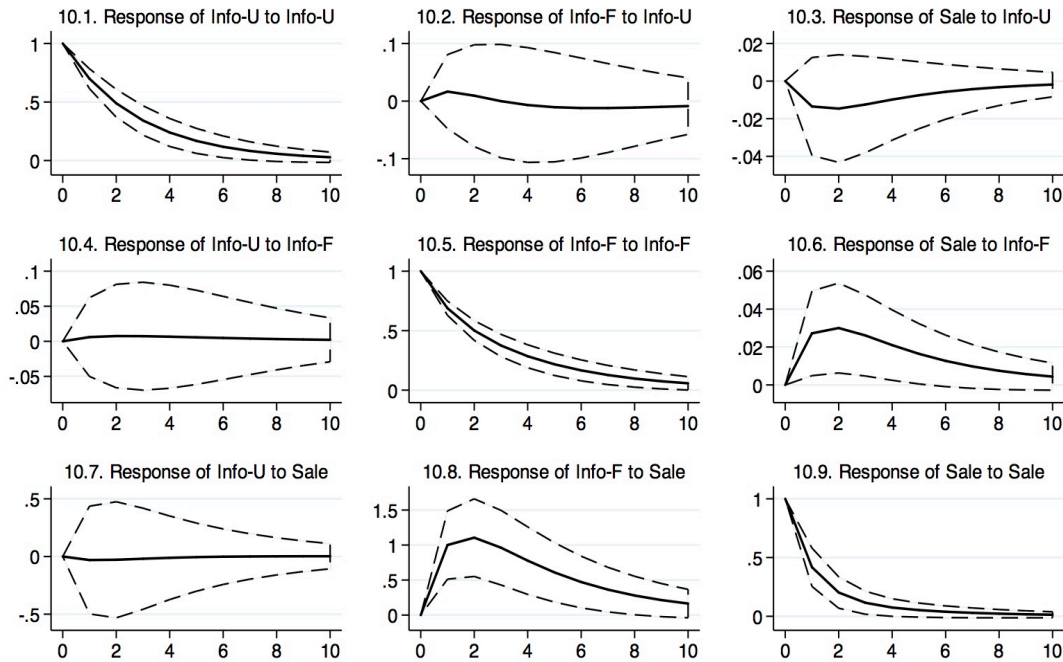 10.1. Response of Info-U to Info-U
1
.5
0
0 2 4 6 8 10
10.2. Response of Info-F to Info-U
.1
0
-.1
0 2 4 6 8 10
10.3. Response of Sale to Info-U
.02
0
-.02
-.04
0 2 4 6 8 10
10.4. Response of Info-U to Info-F
.1
.05
0
-.05
0 2 4 6 8 10
10.5. Response of Info-F to Info-F
1
.5
0
0 2 4 6 8 10
10.6. Response of Sale to Info-F
.06
.04
.02
0
0 2 4 6 8 10
10.7. Response of Info-U to Sale
.5
0
-.5
0 2 4 6 8 10
10.8. Response of Info-F to Sale
1.5
1
.5
0
0 2 4 6 8 10
10.9. Response of Sale to Sale
1
.5
0
0 2 4 6 8 10